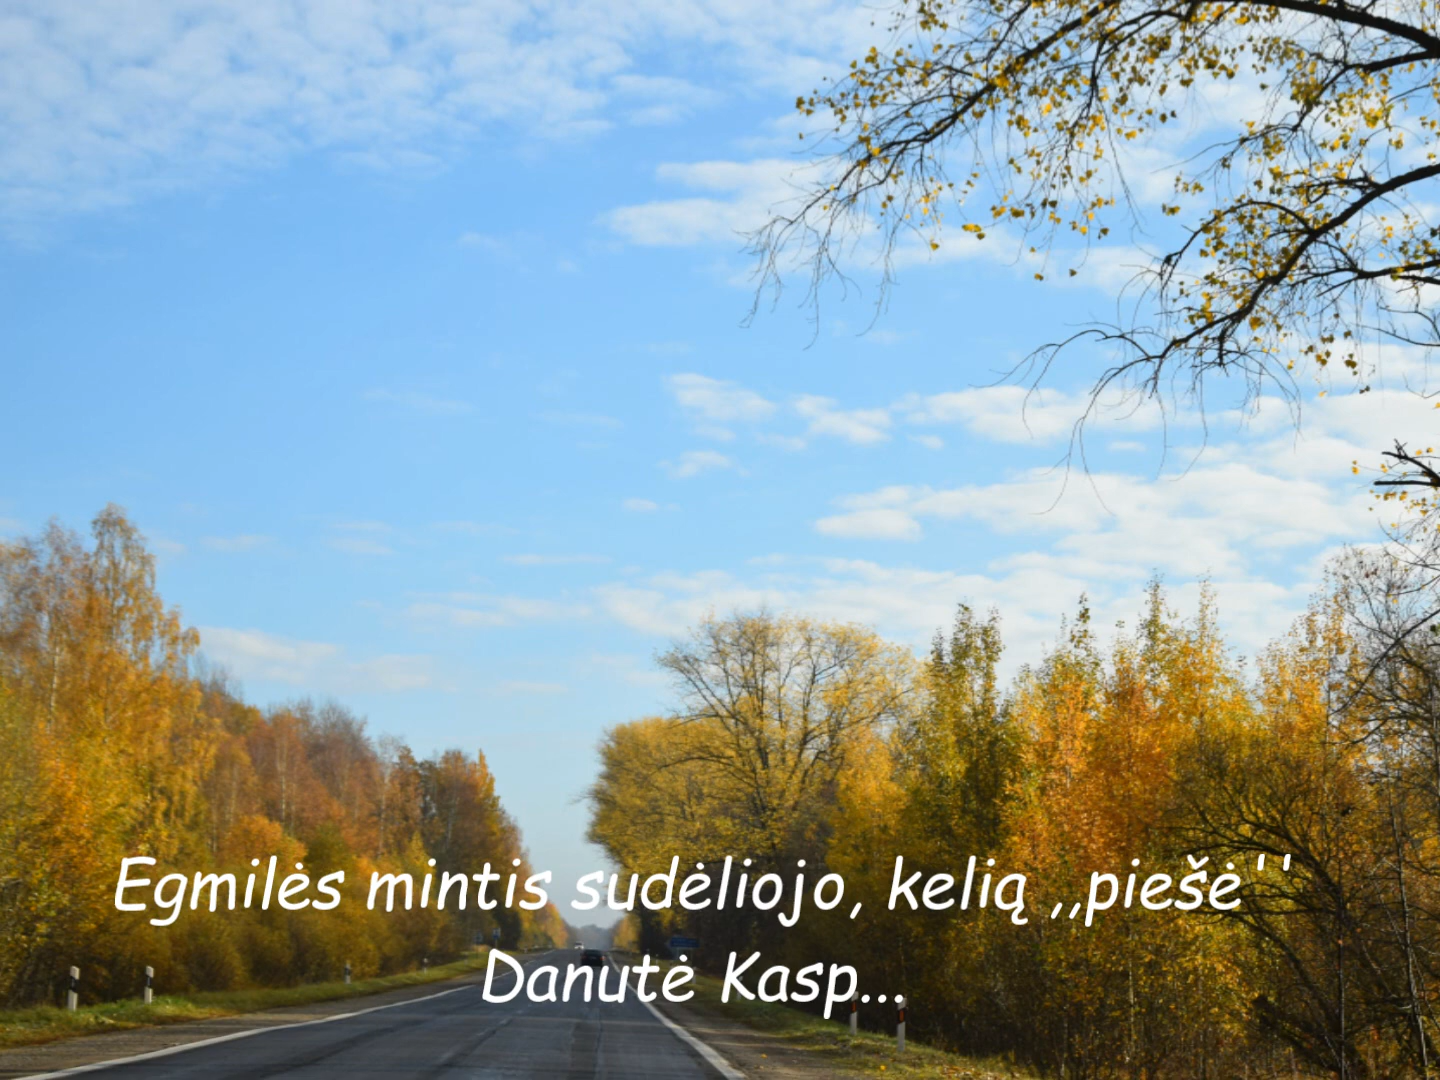 Egmilės mintis sudėliojo, kelią ,,piešė''
Danutė Kasp...